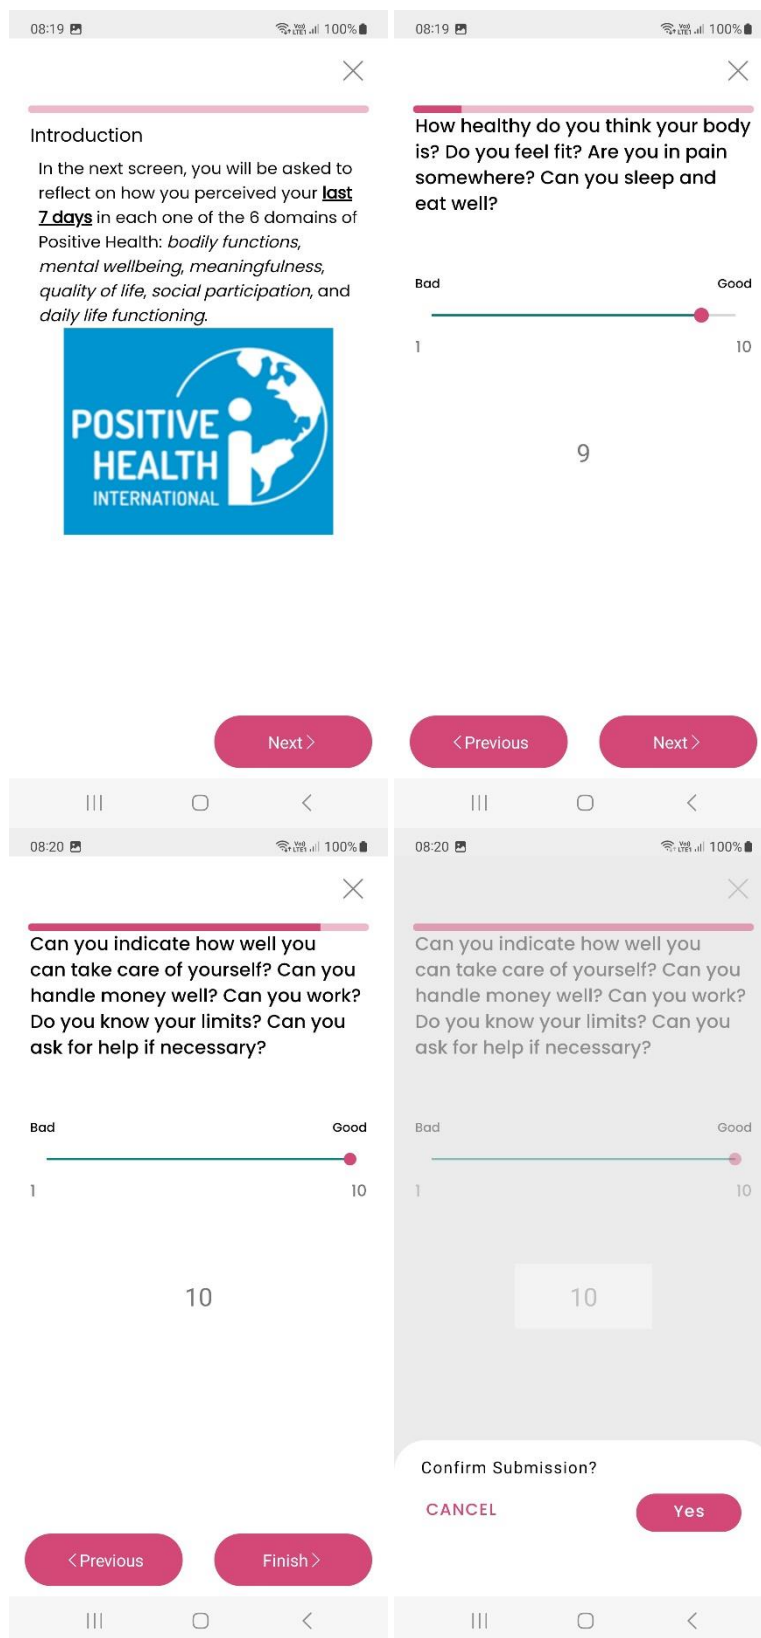 08:19
100%
Introduction
In the next screen, you will be asked to
reflect on how you perceived your last
7 days in each one of the 6 domains of
Positive Health: bodily functions,
mental wellbeing, meaningfulness,
quality of life, social participation, and
daily life functioning.
POSITIVE
HEALTH
INTERNATIONAL
Next >
08:19
100%
How healthy do you think your body
is? Do you feel fit? Are you in pain
somewhere? Can you sleep and
eat well?
Bad Good
1 10
9
< Previous Next >
08:20
100%
Can you indicate how well you
can take care of yourself? Can you
handle money well? Can you work?
Do you know your limits? Can you
ask for help if necessary?
Bad Good
1 10
10
< Previous Finish >
08:20
100%
Can you indicate how well you
can take care of yourself? Can you
handle money well? Can you work?
Do you know your limits? Can you
ask for help if necessary?
Bad Good
1 10
10
Confirm Submission?
CANCEL Yes